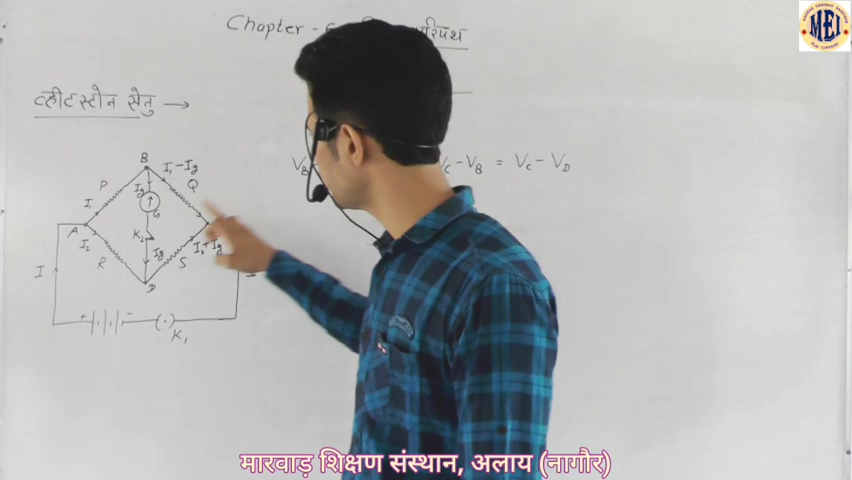 Chapter - 6
व्हीटस्टोन सेतु →
V_B
V_C - V_B = V_C - V_D
B
I₁ - Ig
P
Ig
Q
I₁
G
A
K₂
I₂
Ig
I₂ + Ig
R
S
I
D
+ -
K₁
MEI
मारवाड़ शिक्षण संस्थान, अलाय (नागौर)